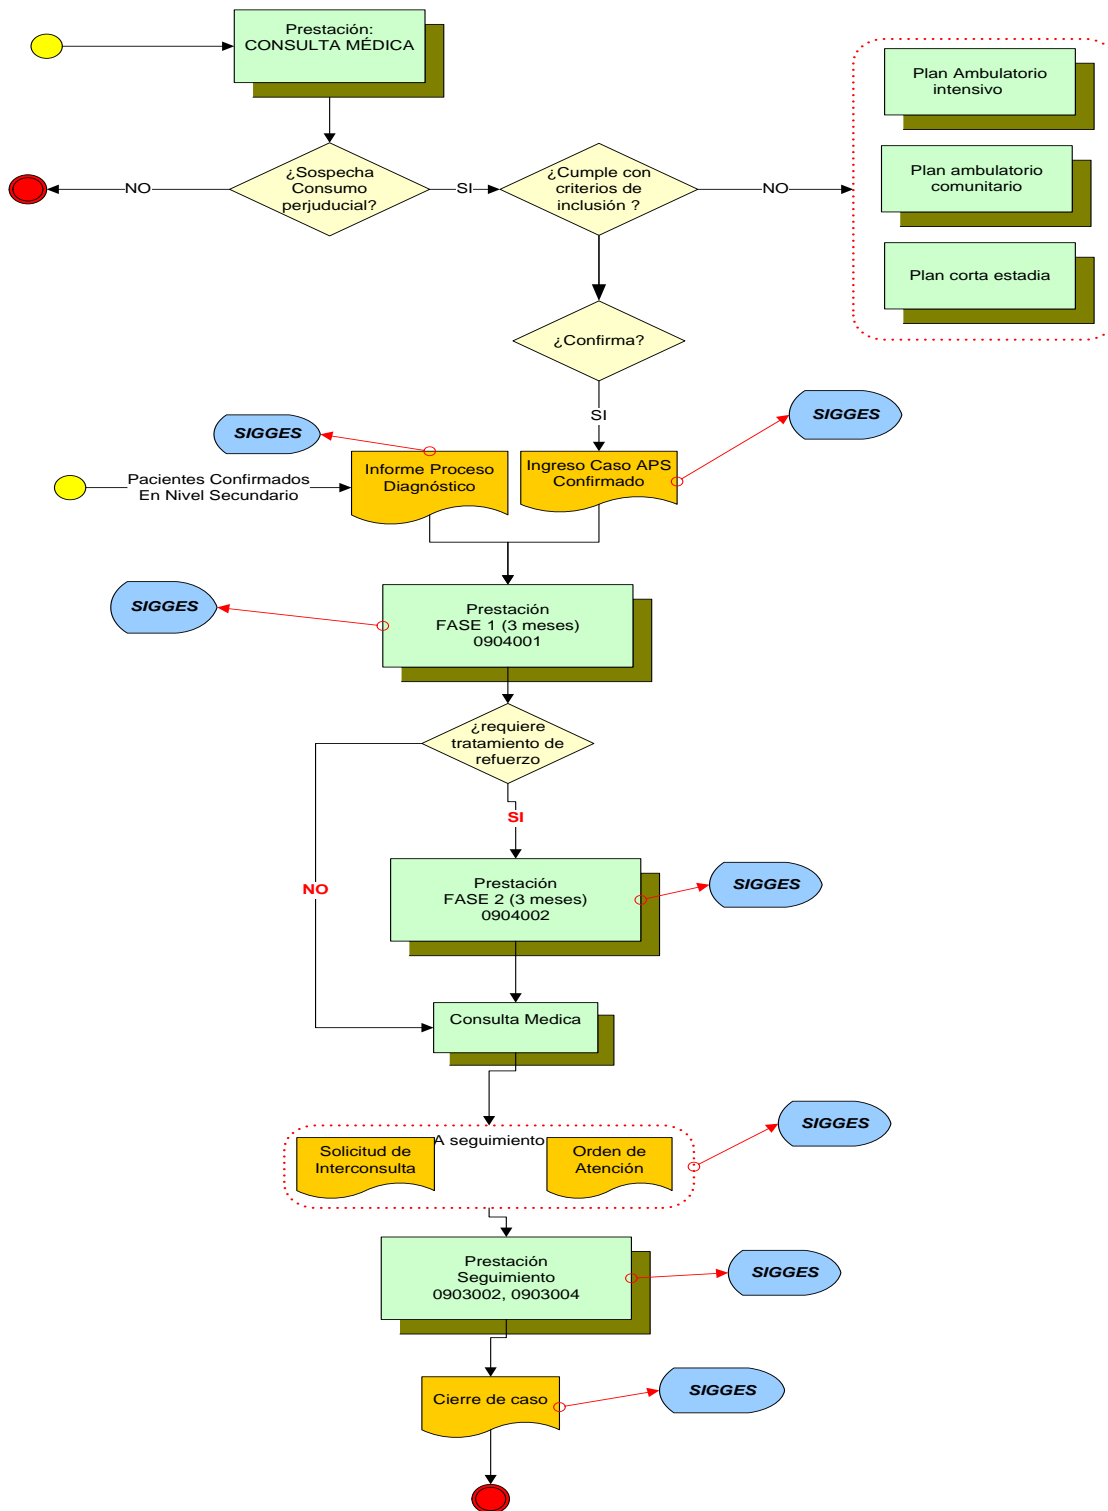 Prestación:
CONSULTA MÉDICA
Plan Ambulatorio
intensivo
Plan ambulatorio
comunitario
Plan corta estadia
¿Sospecha
Consumo
perjuducial?
NO
SI
¿Cumple con
criterios de
inclusión ?
NO
¿Confirma?
SI
SIGGES
SIGGES
Pacientes Confirmados
En Nivel Secundario
Informe Proceso
Diagnóstico
Ingreso Caso APS
Confirmado
SIGGES
Prestación
FASE 1 (3 meses)
0904001
¿requiere
tratamiento de
refuerzo
SI
NO
Prestación
FASE 2 (3 meses)
0904002
SIGGES
Consulta Medica
A seguimiento
Solicitud de
Interconsulta
Orden de
Atención
SIGGES
Prestación
Seguimiento
0903002, 0903004
SIGGES
Cierre de caso
SIGGES